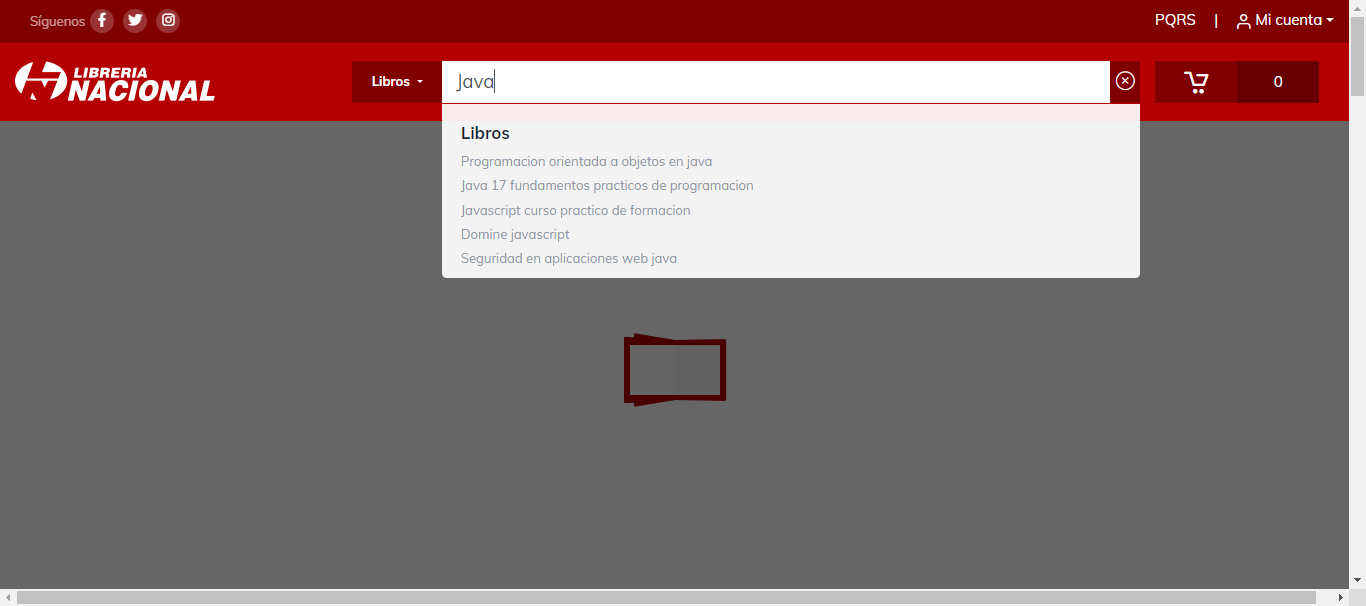 Síguenos
PQRS | Mi cuenta
LIBRERIA
NACIONAL
Libros
Java
0
Libros
Programacion orientada a objetos en java
Java 17 fundamentos practicos de programacion
Javascript curso practico de formacion
Domine javascript
Seguridad en aplicaciones web java